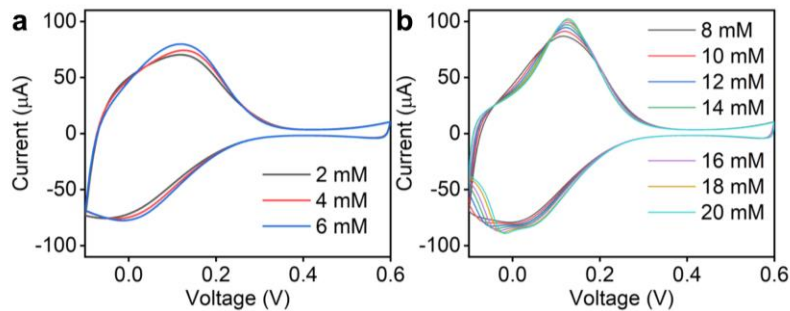 a
100
50
0
-50
-100
Current (μA)
2 mM
4 mM
6 mM
0.0 0.2 0.4 0.6
Voltage (V)
b
100
50
0
-50
-100
Current (μA)
8 mM
10 mM
12 mM
14 mM
16 mM
18 mM
20 mM
0.0 0.2 0.4 0.6
Voltage (V)